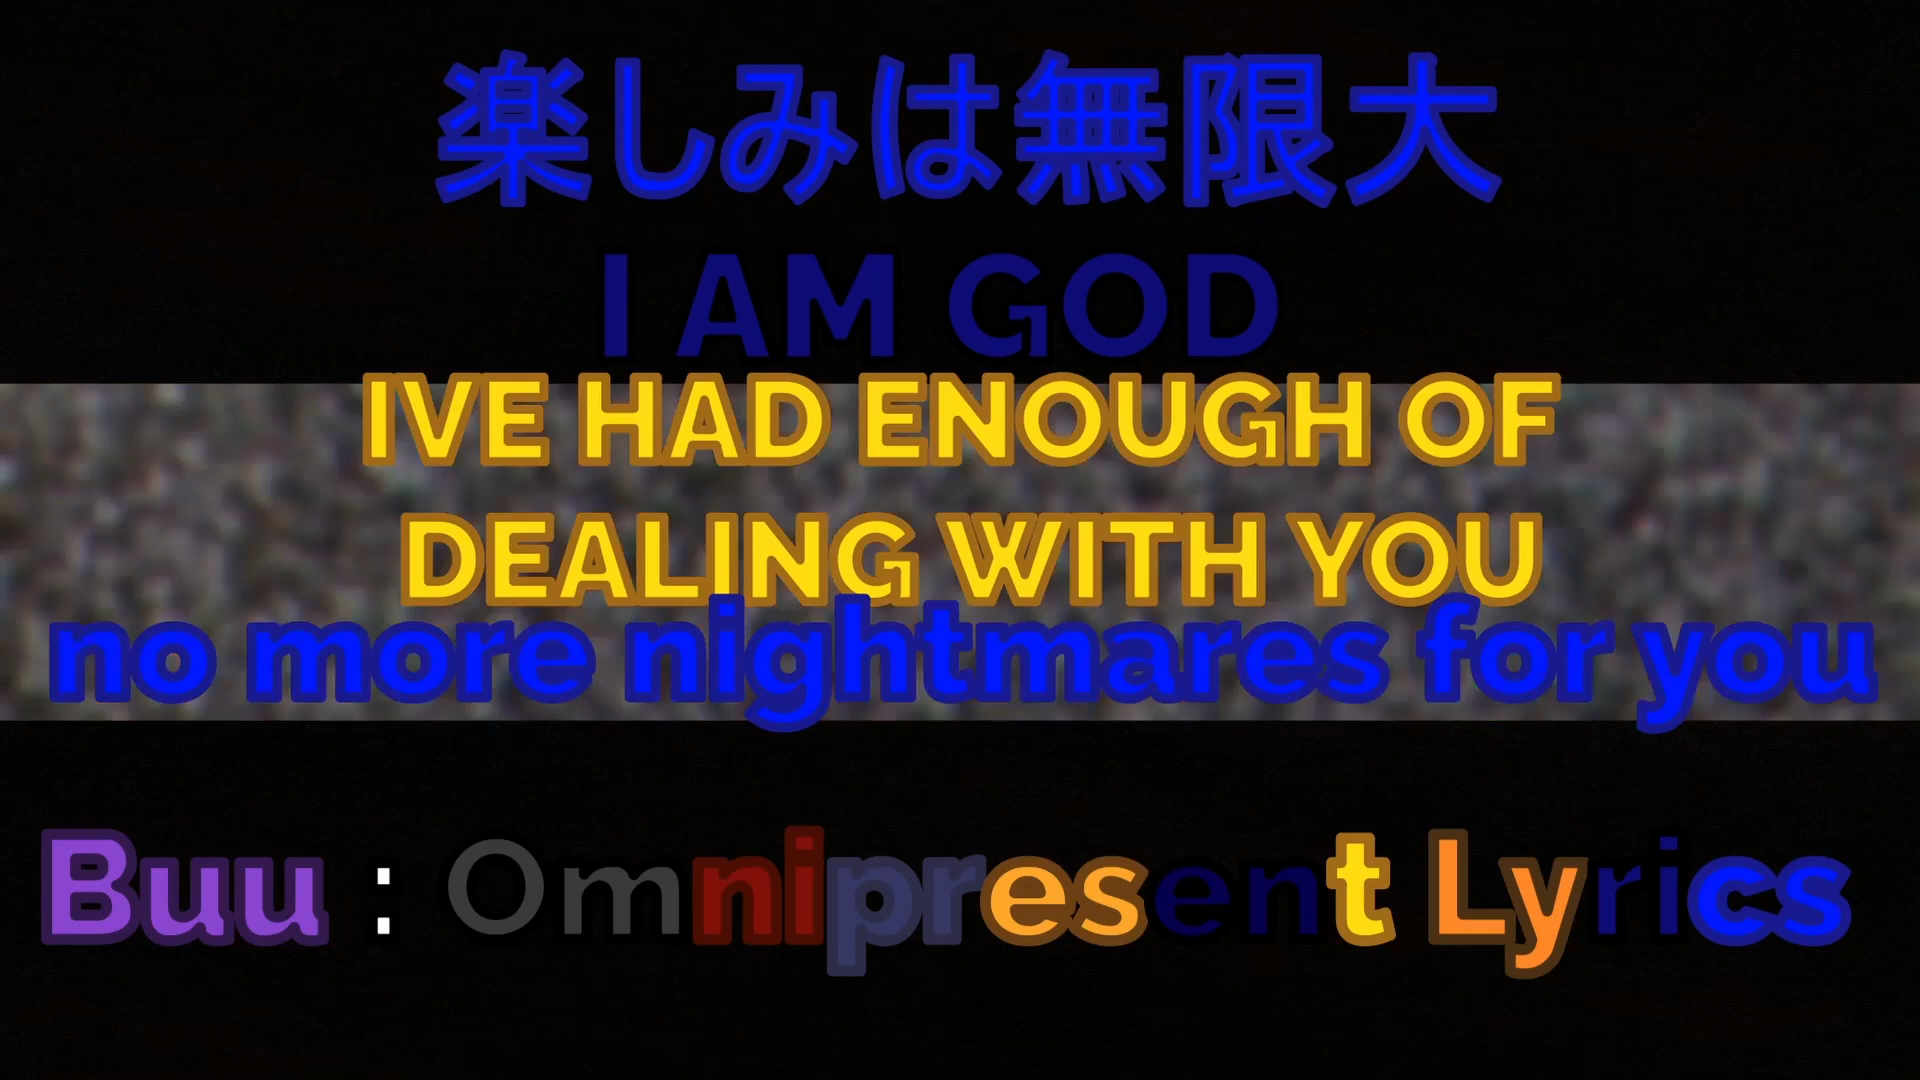 楽しみは無限大
I AM GOD
IVE HAD ENOUGH OF
DEALING WITH YOU
no more nightmares for you
Buu : Omnipresent Lyrics